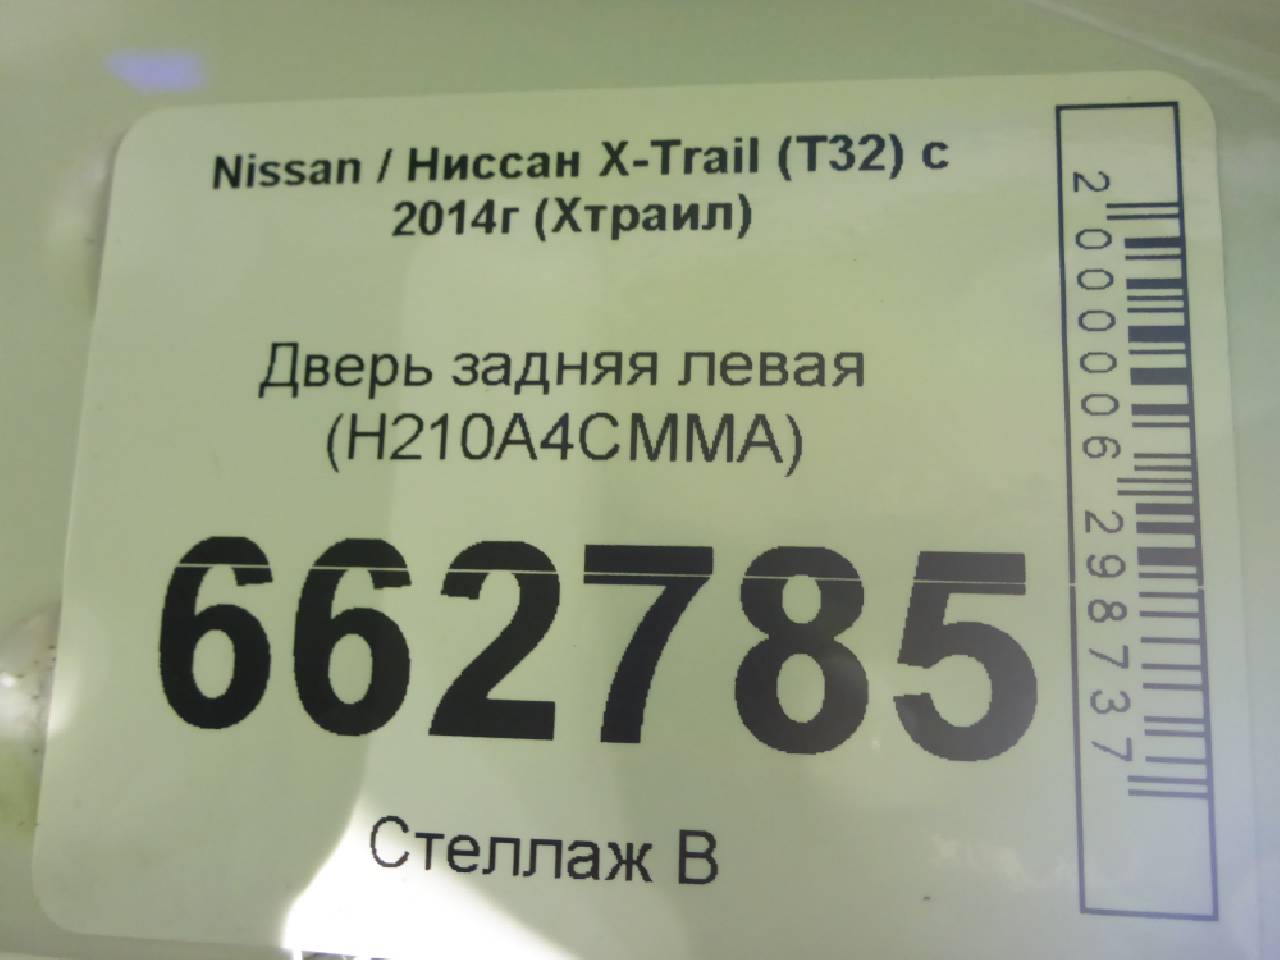 Nissan / Ниссан X-Trail (T32) с
2014г (Хтраил)
Дверь задняя левая
(H210A4CMMA)
662785
Стеллаж В
2000006298737